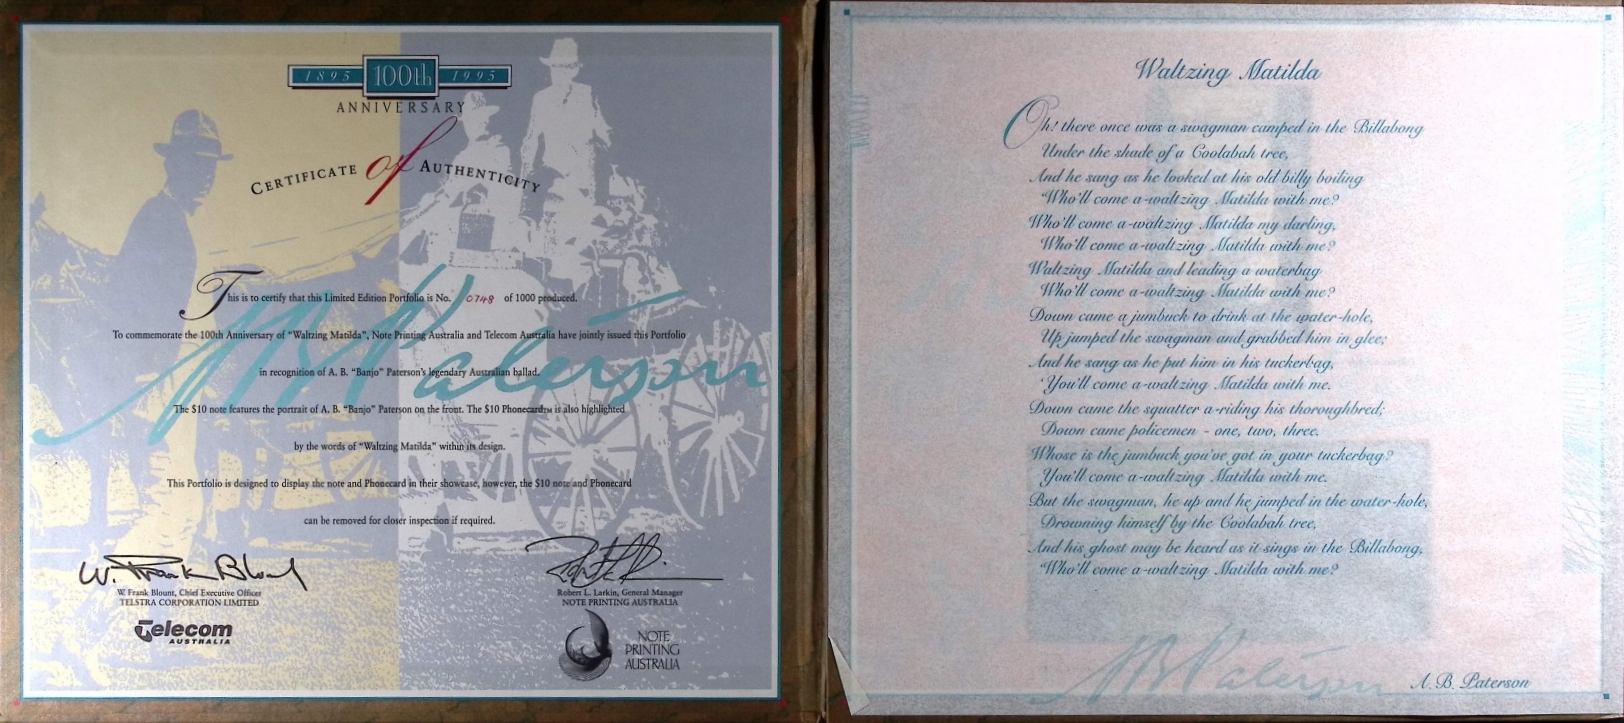 1895 100th 1995
ANNIVERSARY
CERTIFICATE of AUTHENTICITY
This is to certify that this Limited Edition Portfolio is No. 0748 of 1000 produced.
To commemorate the 100th Anniversary of "Waltzing Matilda", Note Printing Australia and Telecom Australia have jointly issued this Portfolio
in recognition of A. B. "Banjo" Paterson's legendary Australian ballad.
The $10 note features the portrait of A. B. "Banjo" Paterson on the front. The $10 Phonecard™ is also highlighted
by the words of "Waltzing Matilda" within its design.
This Portfolio is designed to display the note and Phonecard in their showcase, however, the $10 note and Phonecard
can be removed for closer inspection if required.
AB Paterson
W. Frank Blount
W. Frank Blount, Chief Executive Officer
TELSTRA CORPORATION LIMITED
Telecom
AUSTRALIA
Robert L. Larkin, General Manager
NOTE PRINTING AUSTRALIA
NOTE
PRINTING
AUSTRALIA
Waltzing Matilda
Oh! there once was a swagman camped in the Billabong
Under the shade of a Coolabah tree,
And he sang as he looked at his old billy boiling
'Who'll come a-waltzing Matilda with me?
Who'll come a-waltzing Matilda my darling,
Who'll come a-waltzing Matilda with me?
Waltzing Matilda and leading a waterbag
Who'll come a-waltzing Matilda with me?
Down came a jumbuck to drink at the water-hole,
Up jumped the swagman and grabbed him in glee;
And he sang as he put him in his tuckerbag,
'You'll come a-waltzing Matilda with me.
Down came the squatter a-riding his thoroughbred;
Down came policemen - one, two, three.
Whose is the jumbuck you've got in your tuckerbag?
You'll come a-waltzing Matilda with me.
But the swagman, he up and he jumped in the water-hole,
Drowning himself by the Coolabah tree,
And his ghost may be heard as it sings in the Billabong,
'Who'll come a-waltzing Matilda with me?
AB Paterson
A. B. Paterson